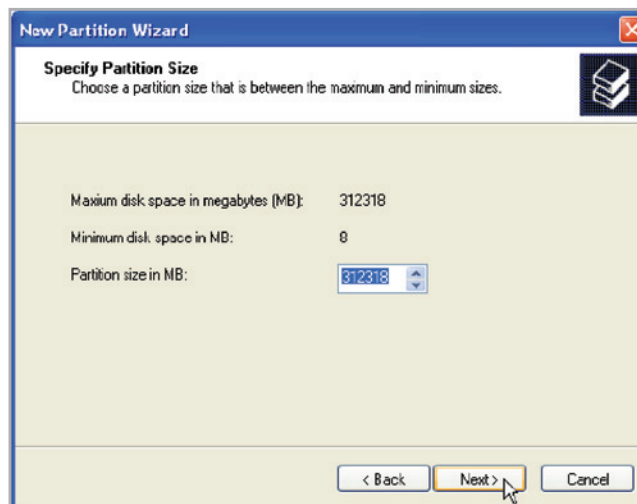 New Partition Wizard
Specify Partition Size
Choose a partition size that is between the maximum and minimum sizes.
Maxium disk space in megabytes (MB): 312318
Minimum disk space in MB: 8
Partition size in MB: 312318
< Back Next > Cancel